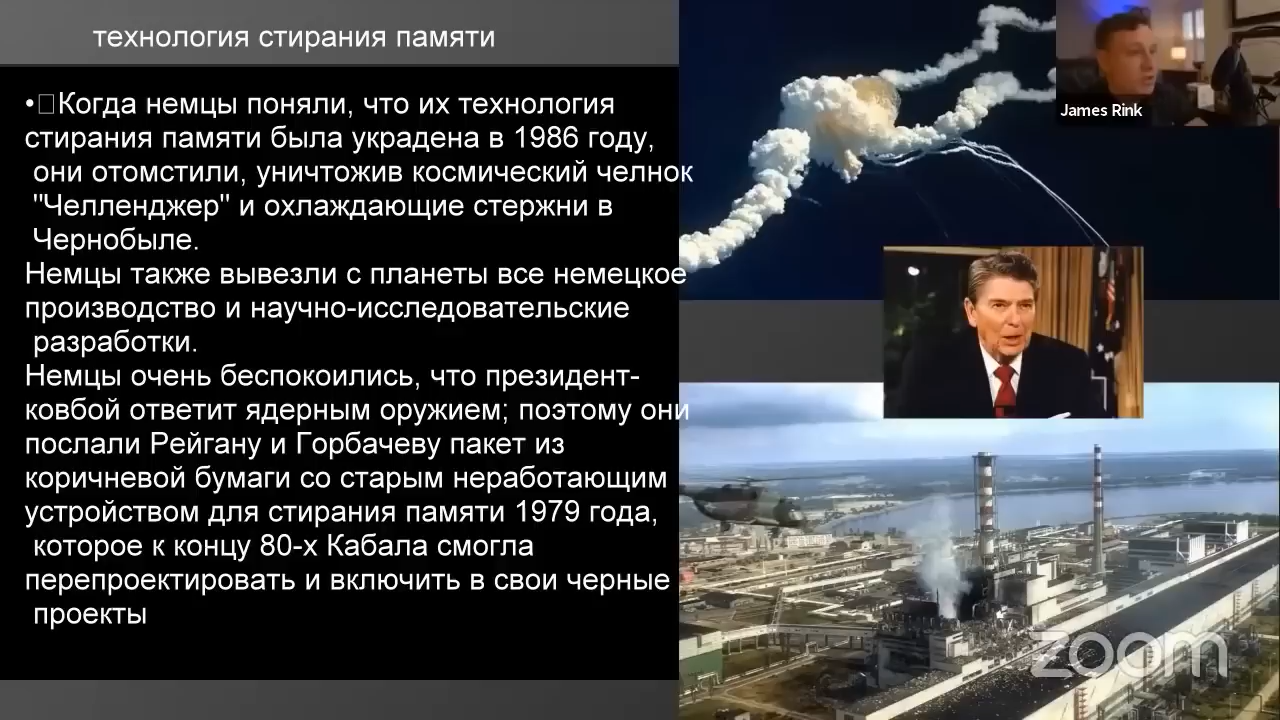 технология стирания памяти
•Когда немцы поняли, что их технология
стирания памяти была украдена в 1986 году,
они отомстили, уничтожив космический челнок
"Челленджер" и охлаждающие стержни в
Чернобыле.
Немцы также вывезли с планеты все немецкое
производство и научно-исследовательские
разработки.
Немцы очень беспокоились, что президент-
ковбой ответит ядерным оружием; поэтому они
послали Рейгану и Горбачеву пакет из
коричневой бумаги со старым неработающим
устройством для стирания памяти 1979 года,
которое к концу 80-х Кабала смогла
перепроектировать и включить в свои черные
проекты
James Rink
zoom